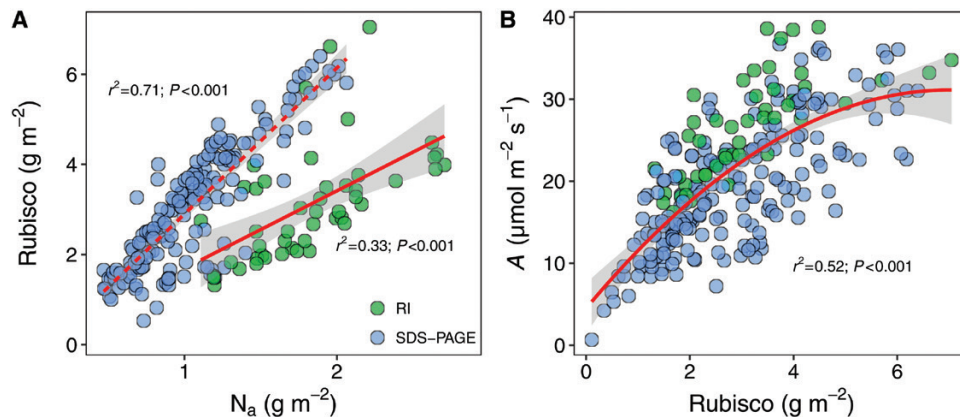 A
Rubisco (g m⁻²)
6
4
2
0
r²=0.71; P<0.001
r²=0.33; P<0.001
RI
SDS−PAGE
1
2
Nₐ (g m⁻²)
B
A (μmol m⁻² s⁻¹)
40
30
20
10
0
r²=0.52; P<0.001
0
2
4
6
Rubisco (g m⁻²)